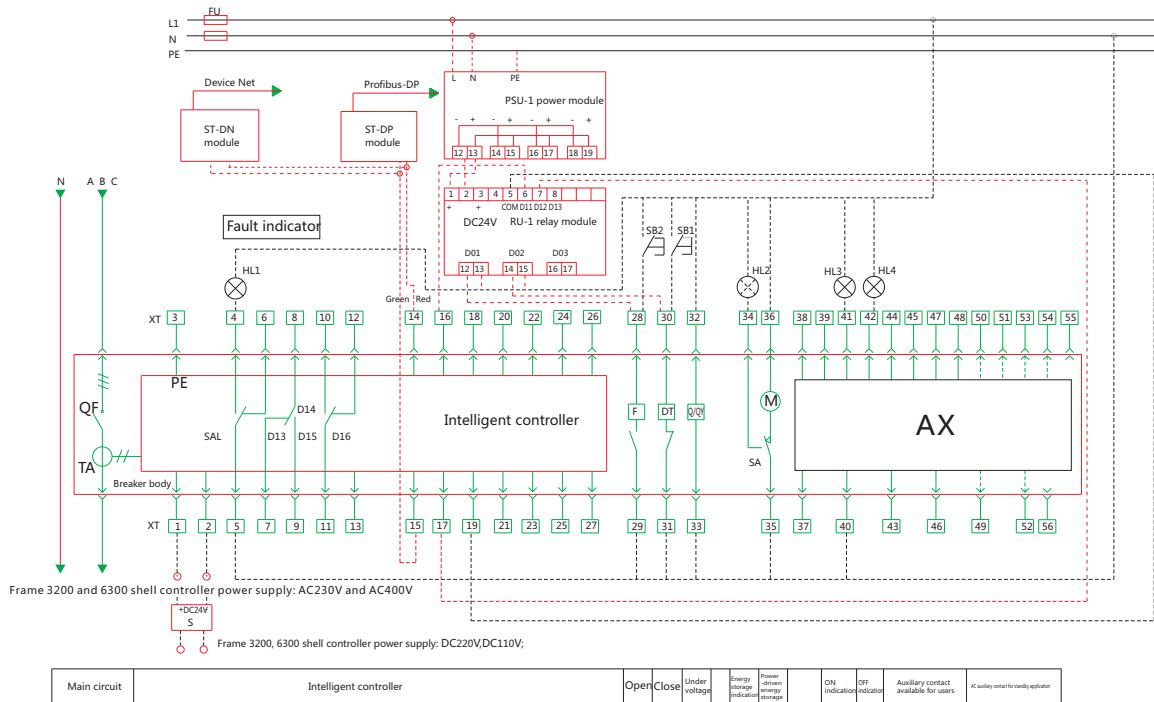 FU
L1
N
PE
Device Net
Profibus-DP
L N PE
PSU-1 power module
- + - + - + - +
12 13 14 15 16 17 18 19
ST-DN
module
ST-DP
module
N A B C
1 2 3 4 5 6 7 8
COM D11 D12 D13
+ +
DC24V RU-1 relay module
D01 D02 D03
12 13 14 15 16 17
Fault indicator
SB2 SB1
HL1
HL2 HL3 HL4
Green Red
XT 3 4 6 8 10 12 14 16 18 20 22 24 26 28 30 32 34 36 38 39 41 42 44 45 47 48 50 51 53 54 55
PE
QF
TA
SAL
D13
D14
D15
D16
Intelligent controller
F DT Q/QY
M
SA
AX
Breaker body
XT 1 2 5 7 9 11 13 15 17 19 21 23 25 27 29 31 33 35 37 40 43 46 49 52 56
Frame 3200 and 6300 shell controller power supply: AC230V and AC400V
+DC24V
S
Frame 3200, 6300 shell controller power supply: DC220V,DC110V;
Main circuit
Intelligent controller
Open
Close
Under
voltage
Energy
storage
indication
Power
-driven
energy
storage
ON
indication
OFF
indication
Auxiliary contact
available for users
AC auxiliary contact for standby application